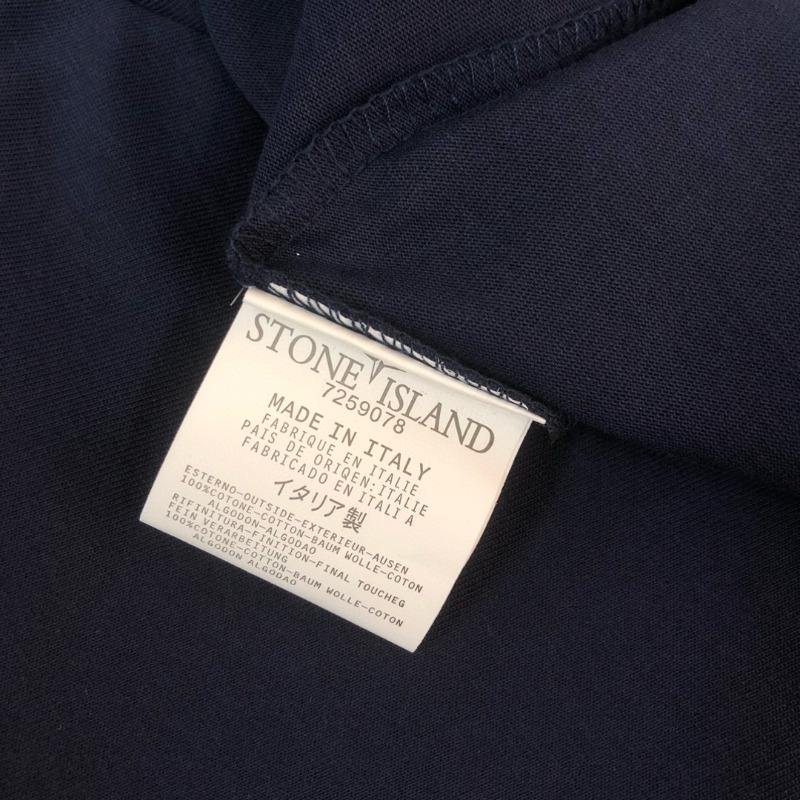 STONE ISLAND
7259078
MADE IN ITALY
FABRIQUE EN ITALIE
PAIS DE ORIQEN:ITALIE
FABRICADO EN ITALI A
イタリア製
ESTERNO-OUTSIDE-EXTERIEUR-AUSEN
100%COTONE-COTTON-BAUM WOLLE-COTON
ALGODON-ALGODAO
RIFINITURA-FINITION-FINAL TOUCHEG
FEIN VERARBEITUNG
100%COTUNE-COTTON-BAUM WOLLE-COTON
ALGODON ALGODAO